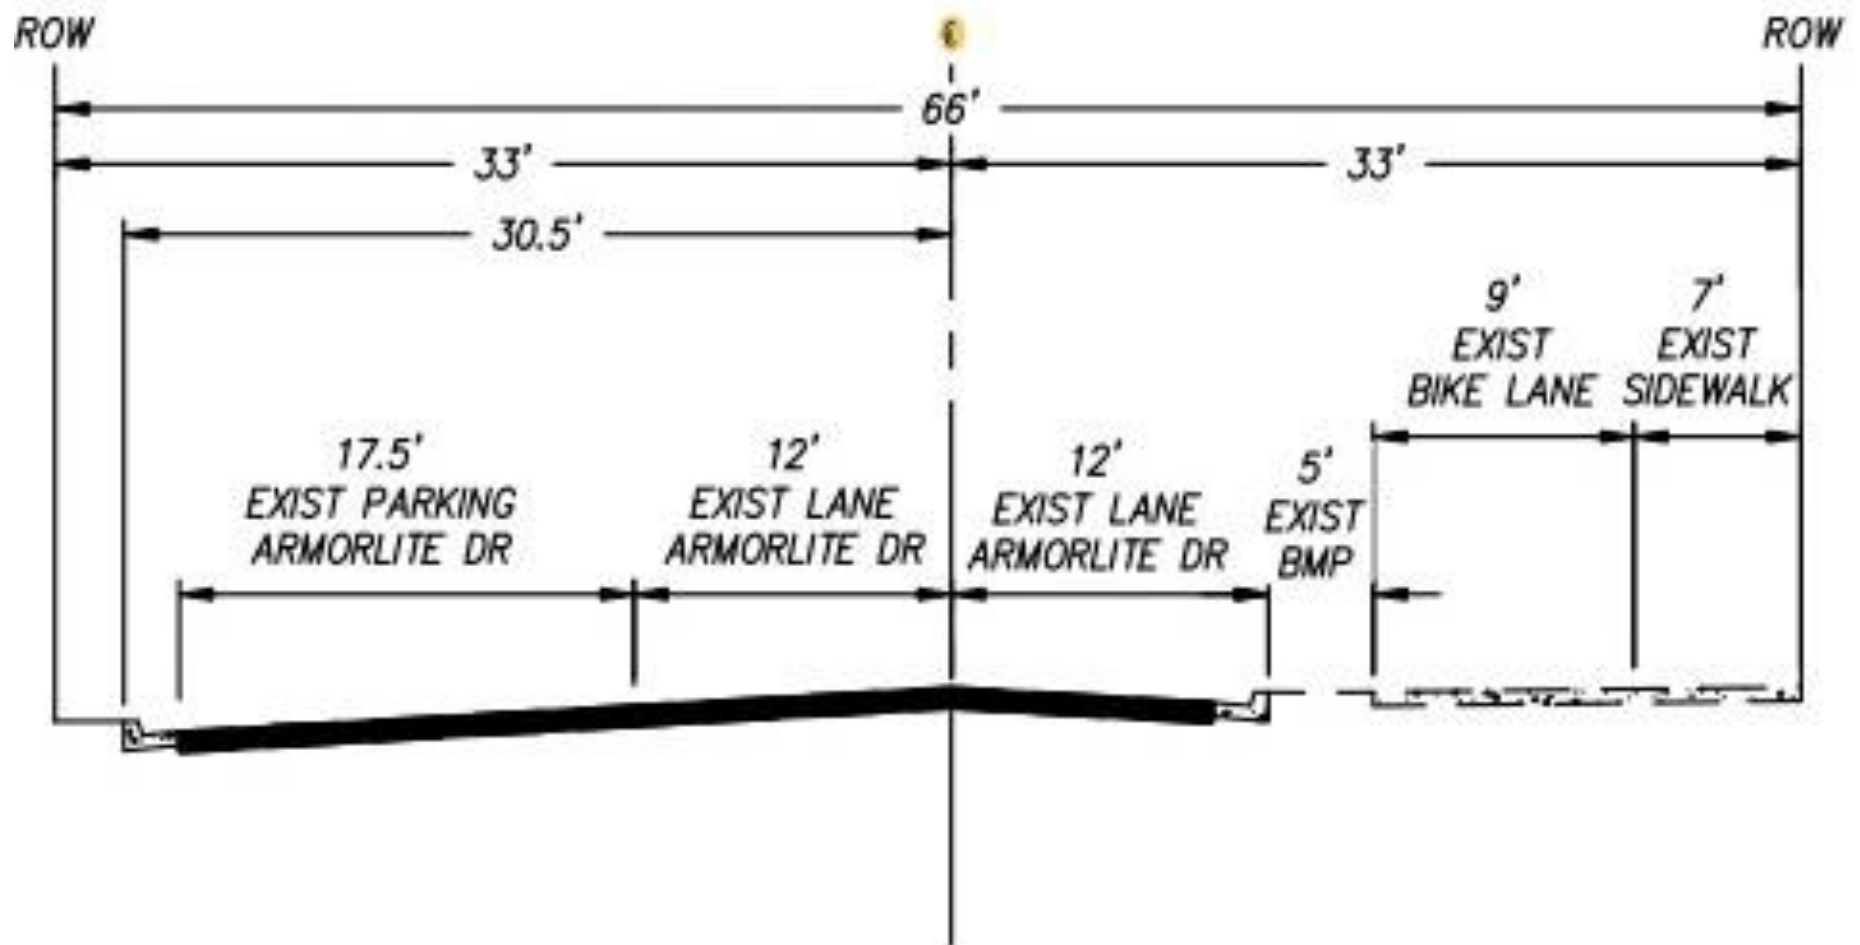 ROW
℄
ROW
66'
33'
33'
30.5'
9'
EXIST
BIKE LANE
7'
EXIST
SIDEWALK
17.5'
EXIST PARKING
ARMORLITE DR
12'
EXIST LANE
ARMORLITE DR
12'
EXIST LANE
ARMORLITE DR
5'
EXIST
BMP